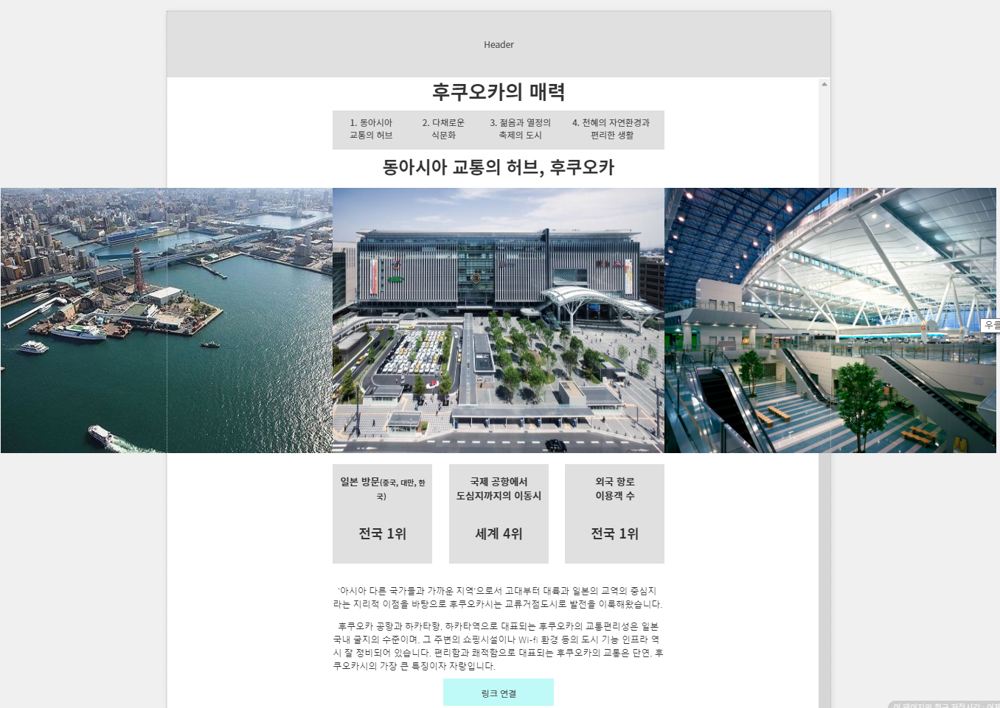 Header
후쿠오카의 매력
1. 동아시아
교통의 허브
2. 다채로운
식문화
3. 젊음과 열정의
축제의 도시
4. 천혜의 자연환경과
편리한 생활
동아시아 교통의 허브, 후쿠오카
우클
일본 방문(중국, 대만, 한
국)
전국 1위
국제 공항에서
도심지까지의 이동시
세계 4위
외국 항로
이용객 수
전국 1위
'아시아 다른 국가들과 가까운 지역'으로서 고대부터 대륙과 일본의 교역의 중심지
라는 지리적 이점을 바탕으로 후쿠오카시는 교류거점도시로 발전을 이룩해왔습니다.
후쿠오카 공항과 하카타항, 하카타역으로 대표되는 후쿠오카의 교통편리성은 일본
국내 굴지의 수준이며, 그 주변의 쇼핑시설이나 Wi-fi 환경 등의 도시 기능 인프라 역
시 잘 정비되어 있습니다. 편리함과 쾌적함으로 대표되는 후쿠오카의 교통은 단연, 후
쿠오카시의 가장 큰 특징이자 자랑입니다.
링크 연결